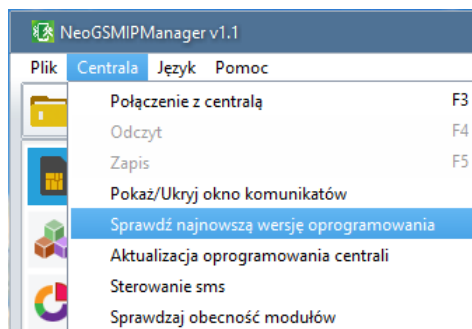 NeoGSMIPManager v1.1
Plik Centrala Język Pomoc
Połączenie z centralą F3
Odczyt F4
Zapis F5
Pokaż/Ukryj okno komunikatów
Sprawdź najnowszą wersję oprogramowania
Aktualizacja oprogramowania centrali
Sterowanie sms
Sprawdzaj obecność modułów